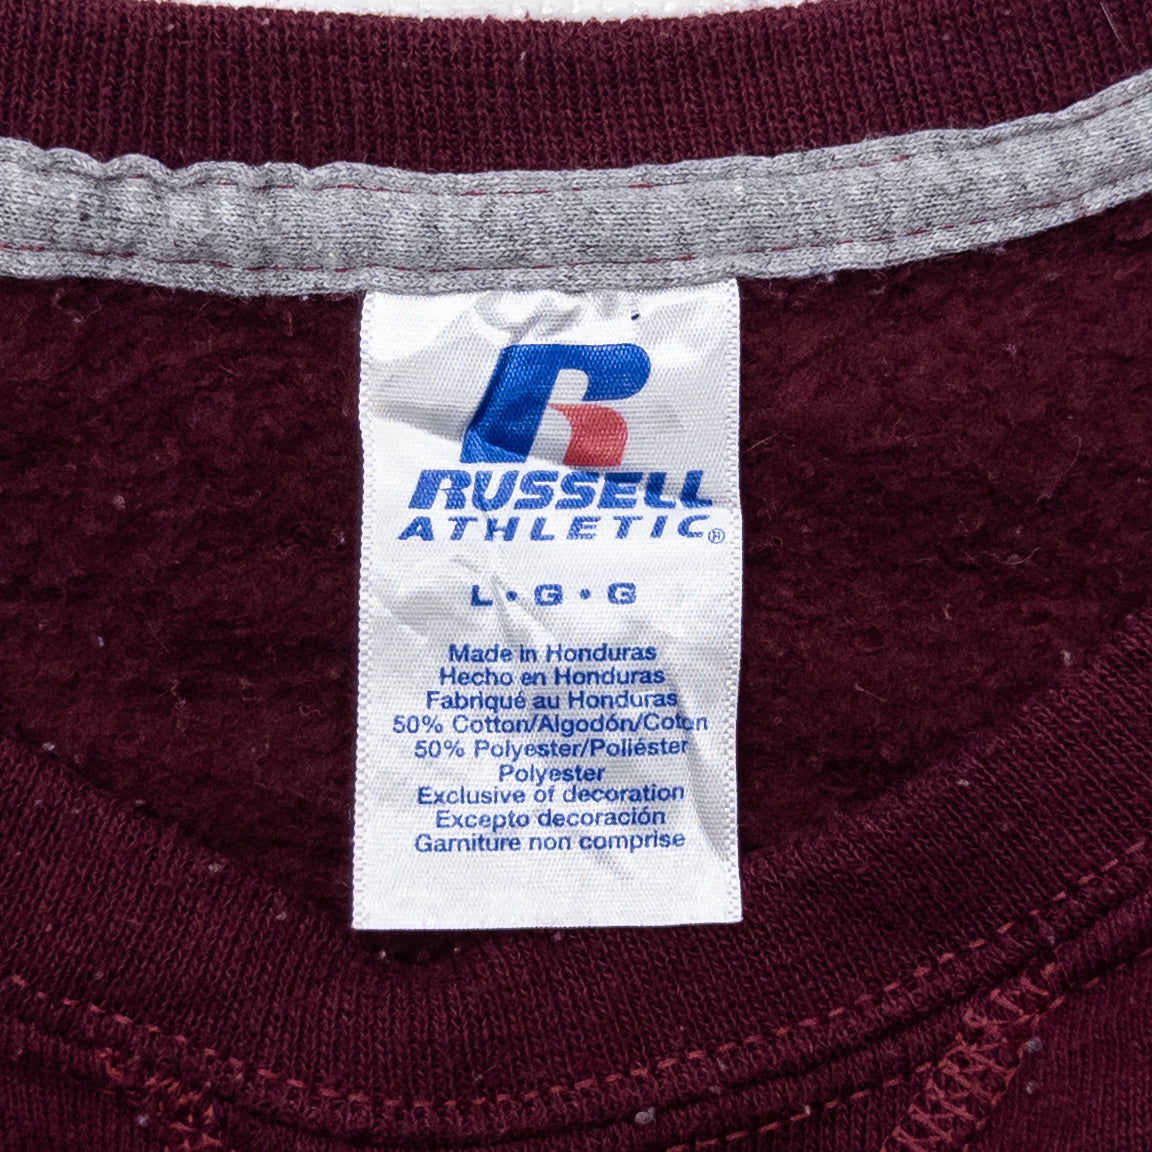 R
RUSSELL
ATHLETIC®
L • G • G
Made in Honduras
Hecho en Honduras
Fabriqué au Honduras
50% Cotton/Algodón/Coton
50% Polyester/Poliéster
Polyester
Exclusive of decoration
Excepto decoración
Garniture non comprise